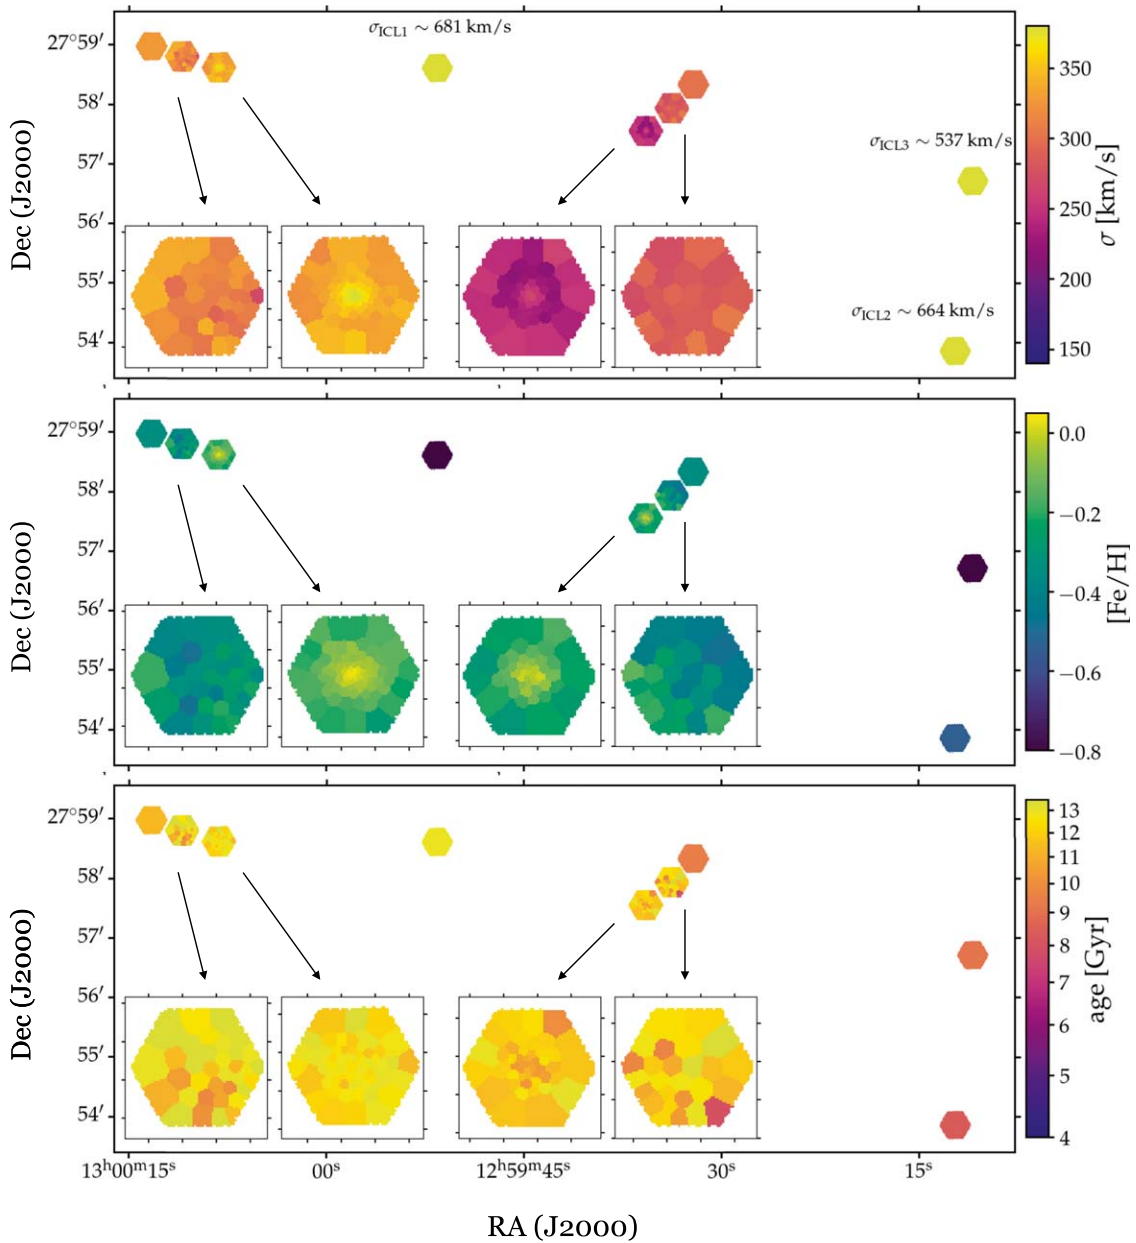 σICL1 ∼ 681 km/s
27°59′
58′
57′
56′
55′
54′
Dec (J2000)
σICL3 ∼ 537 km/s
σICL2 ∼ 664 km/s
350
300
250
200
150
σ [km/s]
27°59′
58′
57′
56′
55′
54′
Dec (J2000)
0.0
−0.2
−0.4
−0.6
−0.8
[Fe/H]
27°59′
58′
57′
56′
55′
54′
Dec (J2000)
13
12
11
10
9
8
7
6
5
4
age [Gyr]
13ʰ00ᵐ15ˢ
00ˢ
12ʰ59ᵐ45ˢ
30ˢ
15ˢ
RA (J2000)